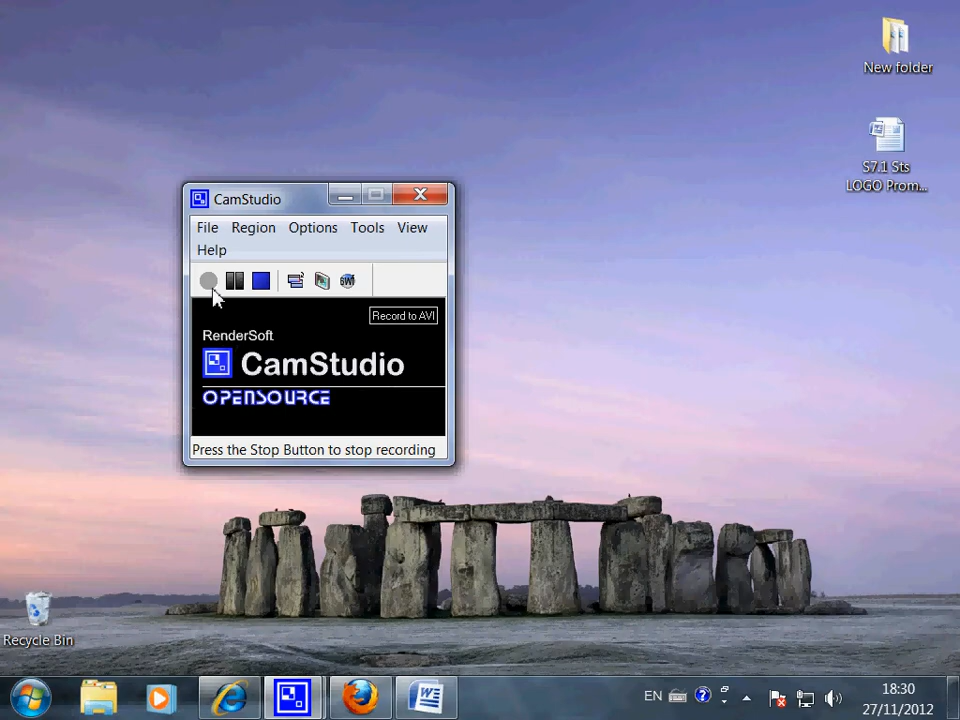 New folder
S7.1 Sts
LOGO Prom...
CamStudio
File Region Options Tools View
Help
SWF
Record to AVI
RenderSoft
CamStudio
OPENSOURCE
Press the Stop Button to stop recording
Recycle Bin
EN
18:30
27/11/2012